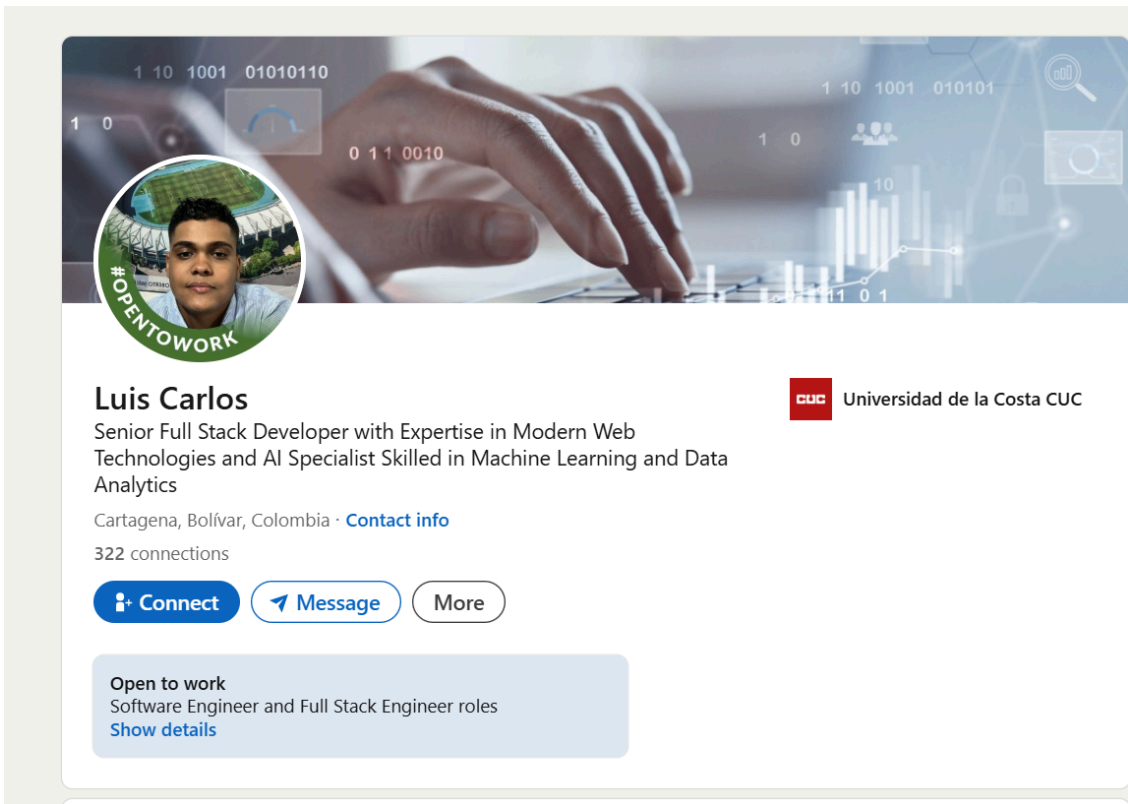 1 10 1001 01010110
1 10 1001 010101
1 0
0 1 1 0010
1 0
10
11 0 1
#OPENTOWORK
Luis Carlos
CUC Universidad de la Costa CUC
Senior Full Stack Developer with Expertise in Modern Web
Technologies and AI Specialist Skilled in Machine Learning and Data
Analytics
Cartagena, Bolívar, Colombia · Contact info
322 connections
Connect Message More
Open to work
Software Engineer and Full Stack Engineer roles
Show details